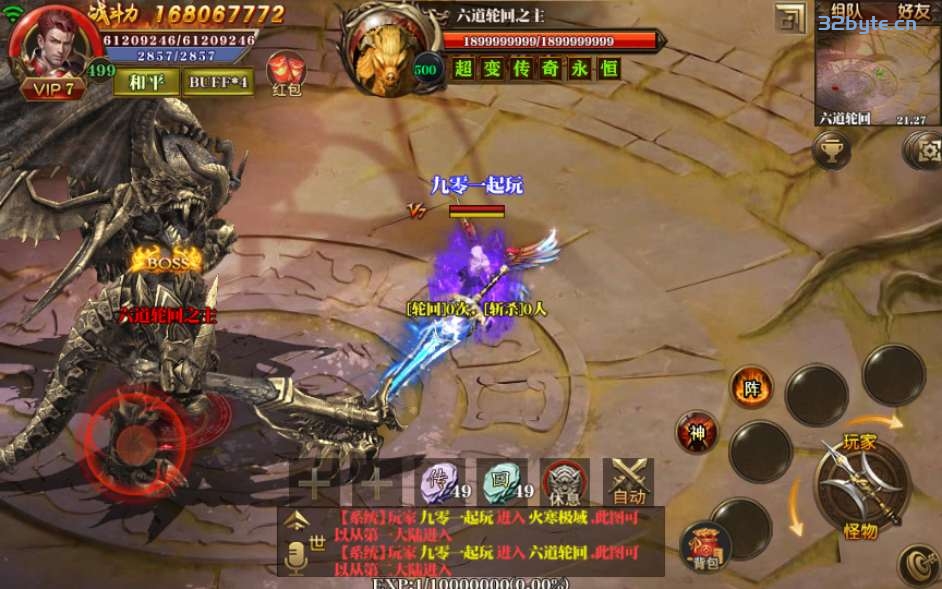 战斗力 168067772
61209246/61209246
2857/2857
499
VIP 7
和平
BUFF*4
红包
六道轮回之主
1899999999/1899999999
500
超 变 传 奇 永 恒
组队 好友
32byte.cn
六道轮回 21,27
九零一起玩
V7
[轮回]0次，[斩杀]0人
BOSS
六道轮回之主
阵
神
玩家
怪物
背包
传 49
回 49
休息
自动
世
【系统】玩家 九零一起玩 进入 火寒极域,此图可
以从第一大陆进入
【系统】玩家 九零一起玩 进入 六道轮回,此图可
以从第二大陆进入
EXP:1/10000000(0.00%)